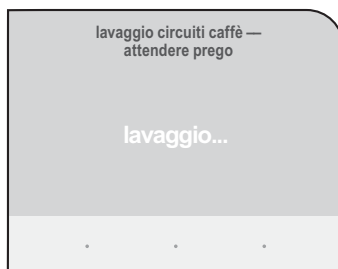 lavaggio circuiti caffè —
attendere prego
lavaggio...